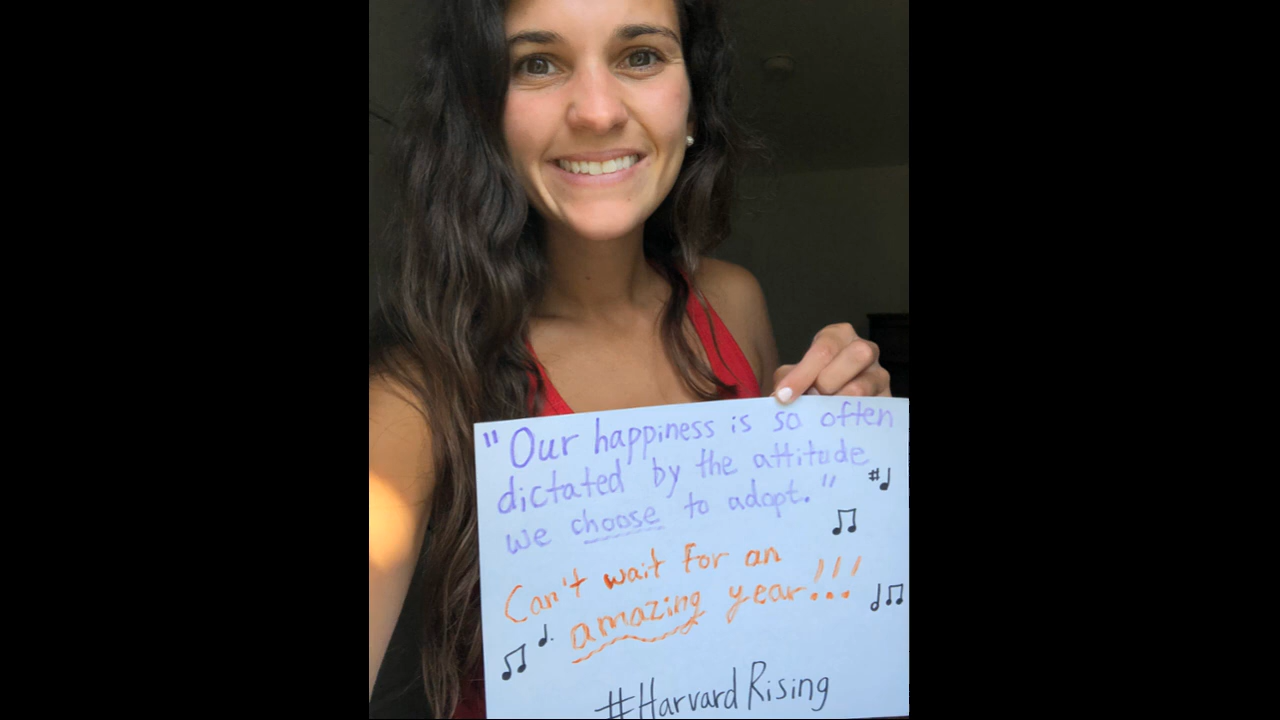 "Our happiness is so often
dictated by the attitude
we choose to adopt."
Can't wait for an
amazing year!!!
#HarvardRising